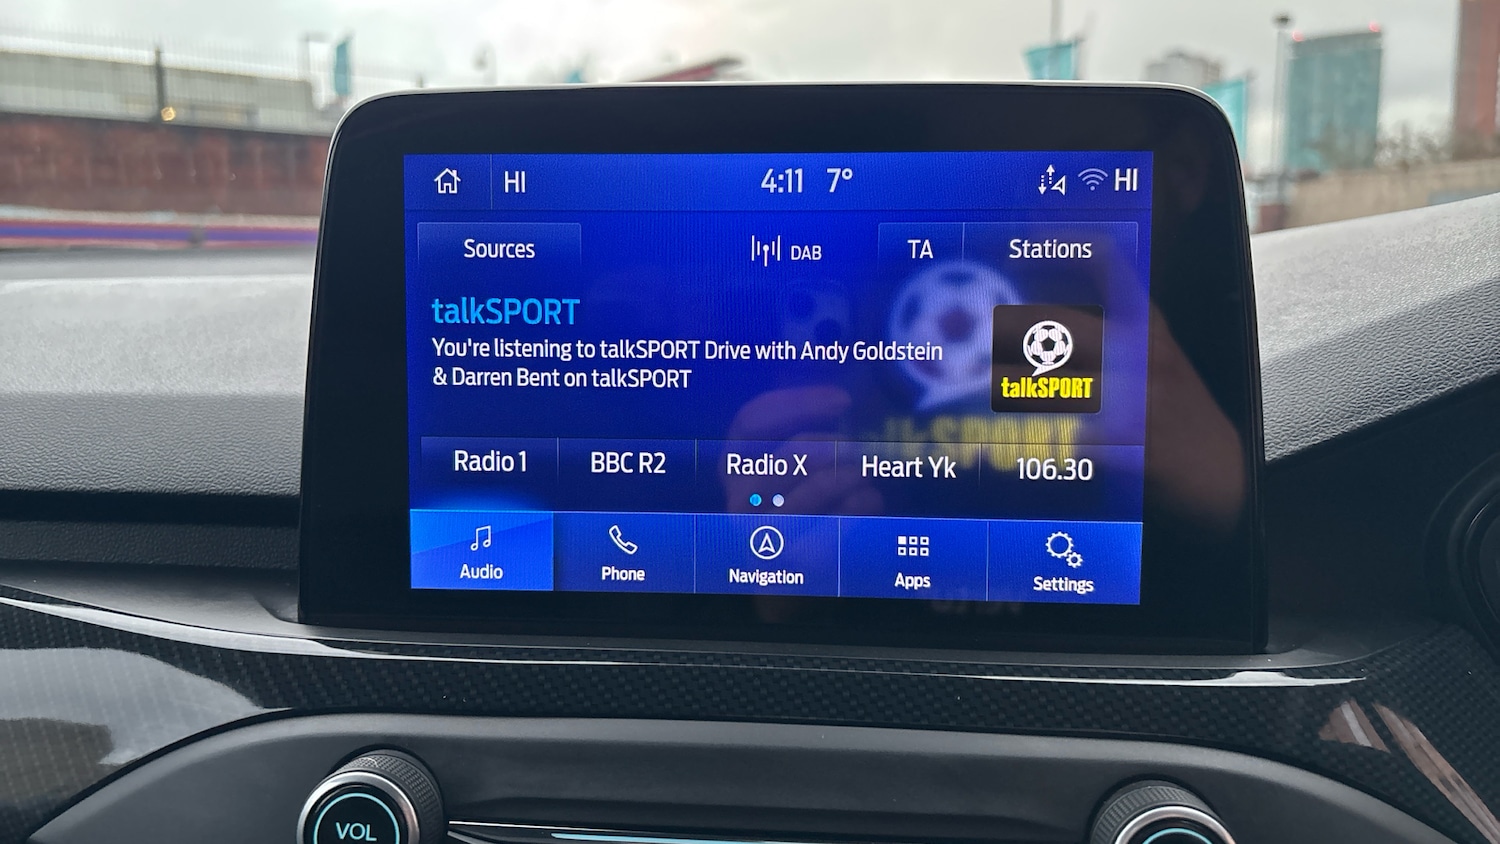 HI
4:11 7°
HI
Sources
DAB
TA
Stations
talkSPORT
You're listening to talkSPORT Drive with Andy Goldstein
& Darren Bent on talkSPORT
talkSPORT
talkSPORT
Radio 1
BBC R2
Radio X
Heart Yk
106.30
Audio
Phone
Navigation
Apps
Settings
VOL